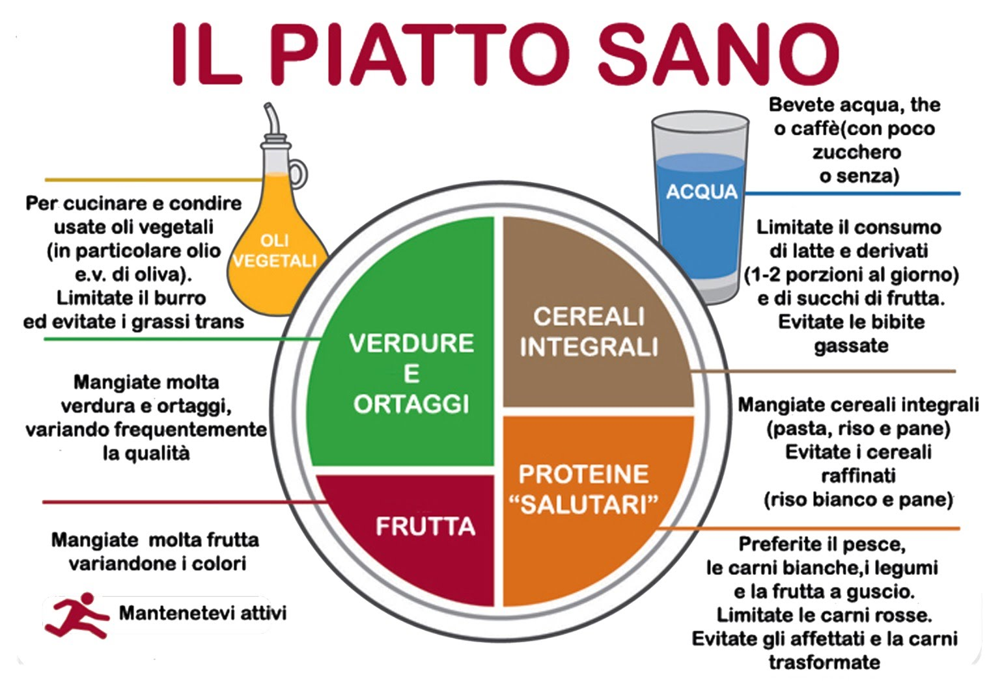 IL PIATTO SANO
Per cucinare e condire
usate oli vegetali
(in particolare olio
e.v. di oliva).
Limitate il burro
ed evitate i grassi trans
OLI
VEGETALI
Mangiate molta
verdura e ortaggi,
variando frequentemente
la qualità
Mangiate molta frutta
variandone i colori
Mantenetevi attivi
VERDURE
E
ORTAGGI
FRUTTA
CEREALI
INTEGRALI
PROTEINE
“SALUTARI”
ACQUA
Bevete acqua, the
o caffè(con poco
zucchero
o senza)
Limitate il consumo
di latte e derivati
(1-2 porzioni al giorno)
e di succhi di frutta.
Evitate le bibite
gassate
Mangiate cereali integrali
(pasta, riso e pane)
Evitate i cereali
raffinati
(riso bianco e pane)
Preferite il pesce,
le carni bianche,i legumi
e la frutta a guscio.
Limitate le carni rosse.
Evitate gli affettati e la carni
trasformate